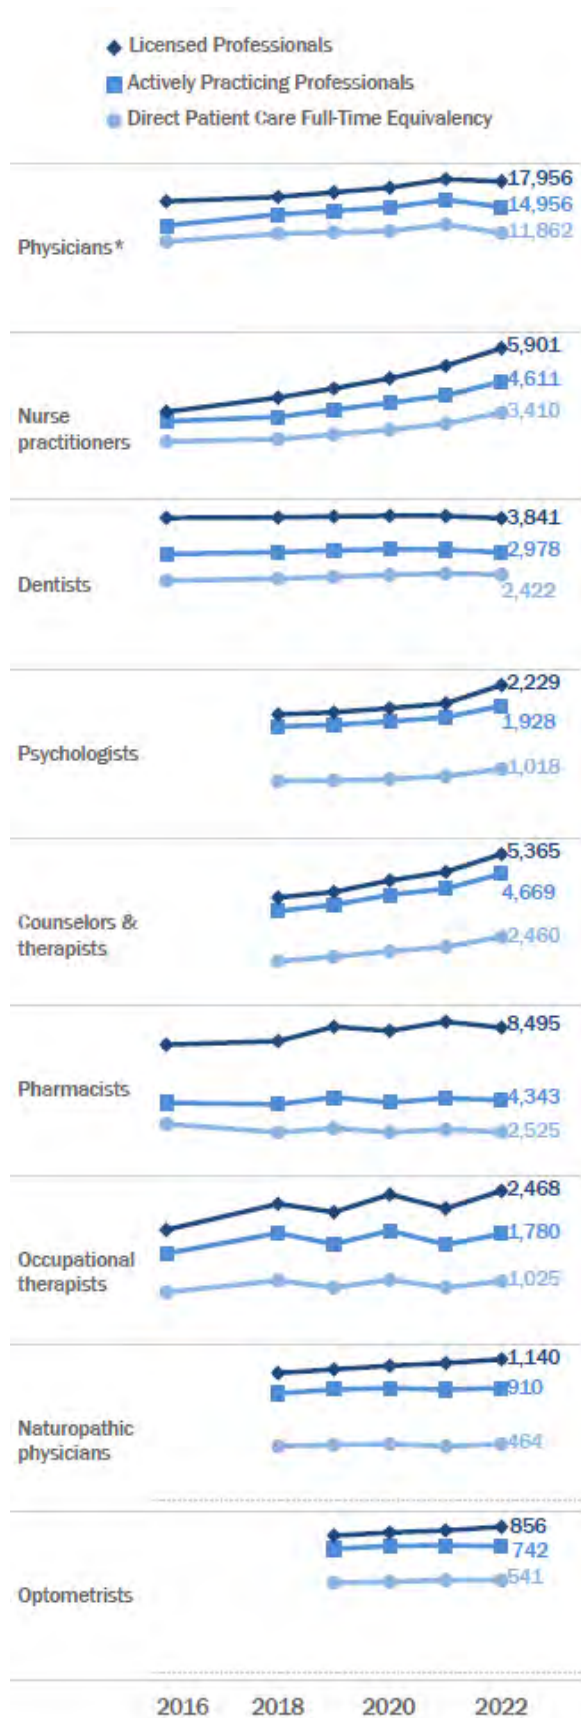 Licensed Professionals
Actively Practicing Professionals
Direct Patient Care Full-Time Equivalency
17,956
14,956
11,862
Physicians*
5,901
4,611
3,410
Nurse
practitioners
3,841
2,978
2,422
Dentists
2,229
1,928
1,018
Psychologists
5,365
4,669
2,460
Counselors &
therapists
8,495
4,343
2,525
Pharmacists
2,468
1,780
1,025
Occupational
therapists
1,140
910
464
Naturopathic
physicians
856
742
541
Optometrists
2016 2018 2020 2022